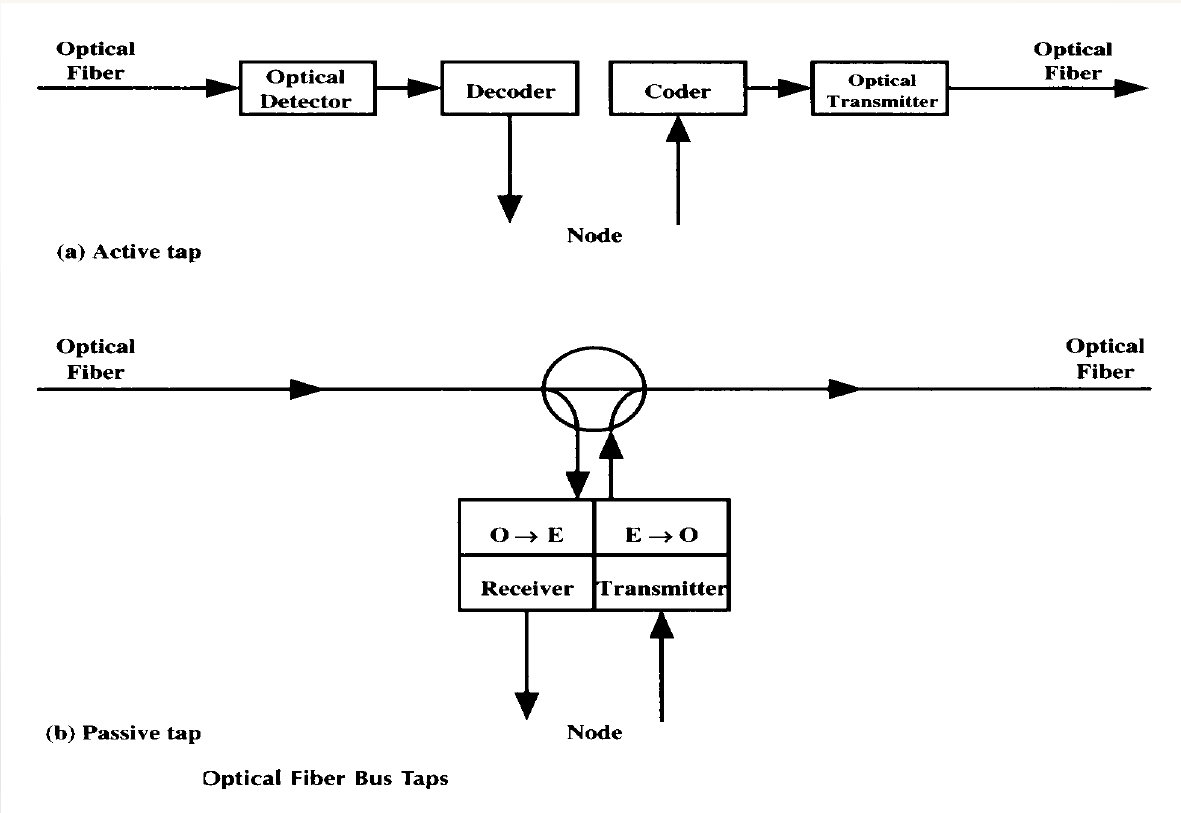 Optical
Fiber
Optical
Detector
Decoder
Coder
Optical
Transmitter
Optical
Fiber
Node
(a) Active tap
Optical
Fiber
Optical
Fiber
O → E
E → O
Receiver
Transmitter
(b) Passive tap
Node
Optical Fiber Bus Taps